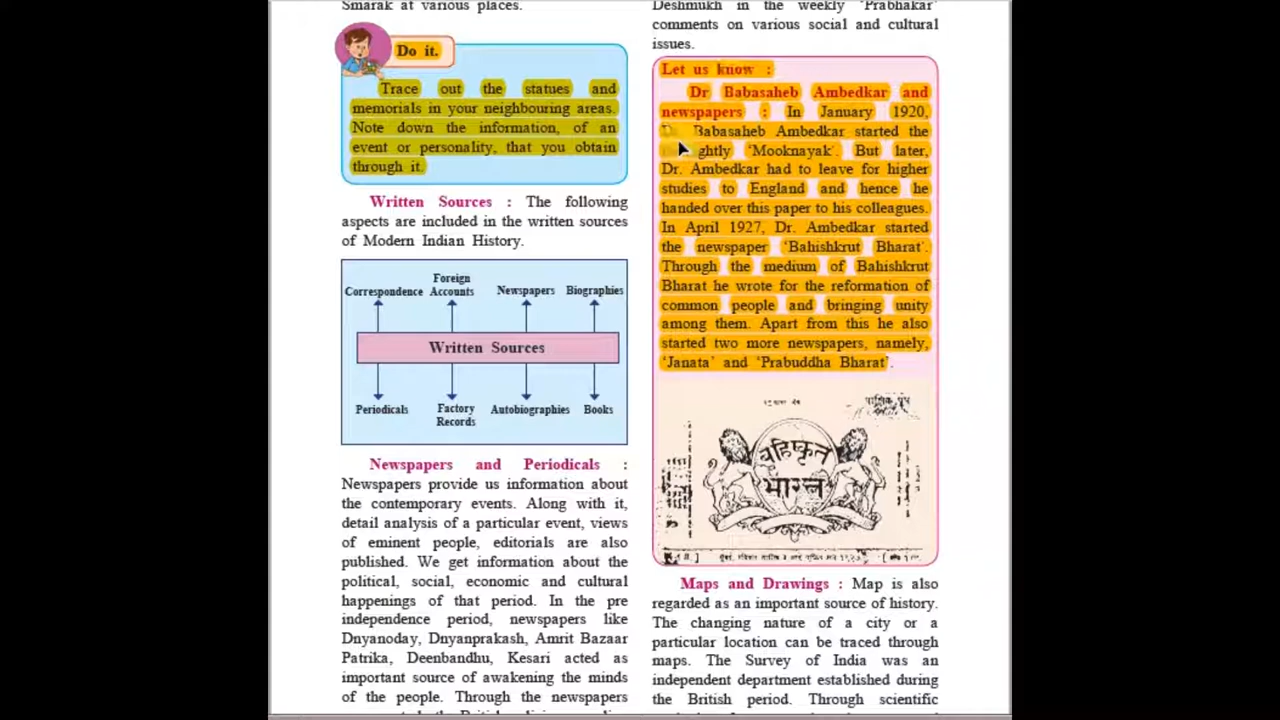 Smarak at various places.
Do it.
Trace out the statues and
memorials in your neighbouring areas.
Note down the information, of an
event or personality, that you obtain
through it.
Written Sources : The following
aspects are included in the written sources
of Modern Indian History.
Correspondence Foreign Accounts Newspapers Biographies
Written Sources
Periodicals Factory Records Autobiographies Books
Newspapers and Periodicals :
Newspapers provide us information about
the contemporary events. Along with it,
detail analysis of a particular event, views
of eminent people, editorials are also
published. We get information about the
political, social, economic and cultural
happenings of that period. In the pre
independence period, newspapers like
Dnyanoday, Dnyanprakash, Amrit Bazaar
Patrika, Deenbandhu, Kesari acted as
important source of awakening the minds
of the people. Through the newspapers
Deshmukh in the weekly 'Prabhakar'
comments on various social and cultural
issues.
Let us know :
Dr Babasaheb Ambedkar and
newspapers : In January 1920,
Babasaheb Ambedkar started the
ghtly 'Mooknayak'. But later,
Dr. Ambedkar had to leave for higher
studies to England and hence he
handed over this paper to his colleagues.
In April 1927, Dr. Ambedkar started
the newspaper 'Bahishkrut Bharat'.
Through the medium of Bahishkrut
Bharat he wrote for the reformation of
common people and bringing unity
among them. Apart from this he also
started two more newspapers, namely,
'Janata' and 'Prabuddha Bharat'.
बहिष्कृत
भारत
Maps and Drawings : Map is also
regarded as an important source of history.
The changing nature of a city or a
particular location can be traced through
maps. The Survey of India was an
independent department established during
the British period. Through scientific